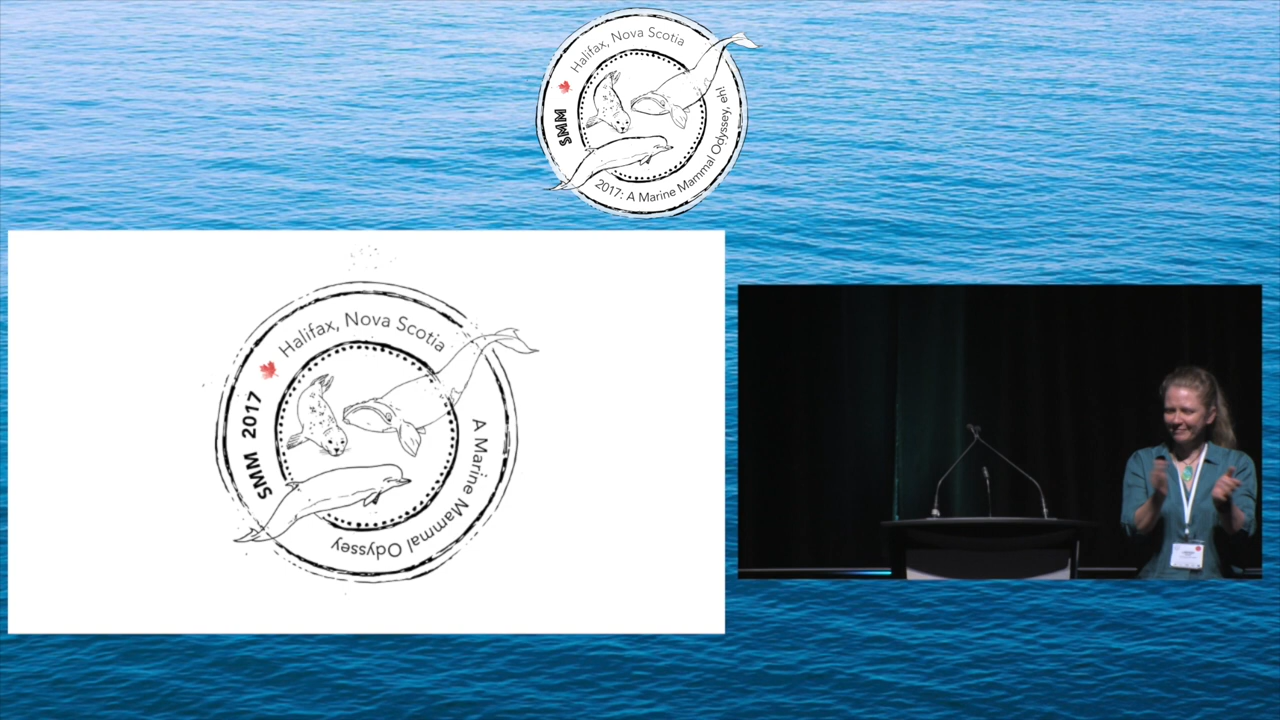 Halifax, Nova Scotia
SMM
2017: A Marine Mammal Odyssey, eh!
Halifax, Nova Scotia
SMM 2017
A Marine Mammal Odyssey